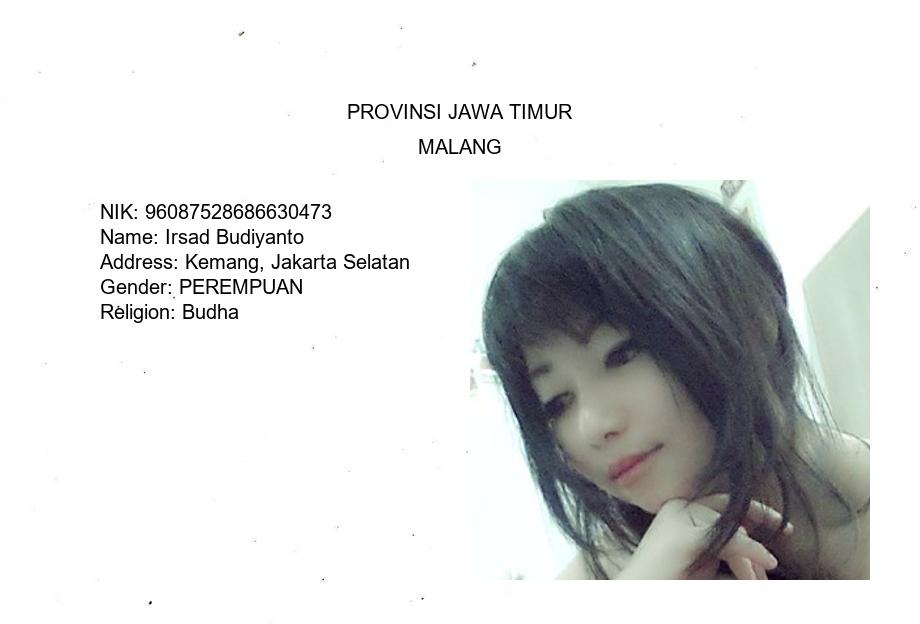 PROVINSI JAWA TIMUR
MALANG
NIK: 96087528686630473
Name: Irsad Budiyanto
Address: Kemang, Jakarta Selatan
Gender: PEREMPUAN
Religion: Budha